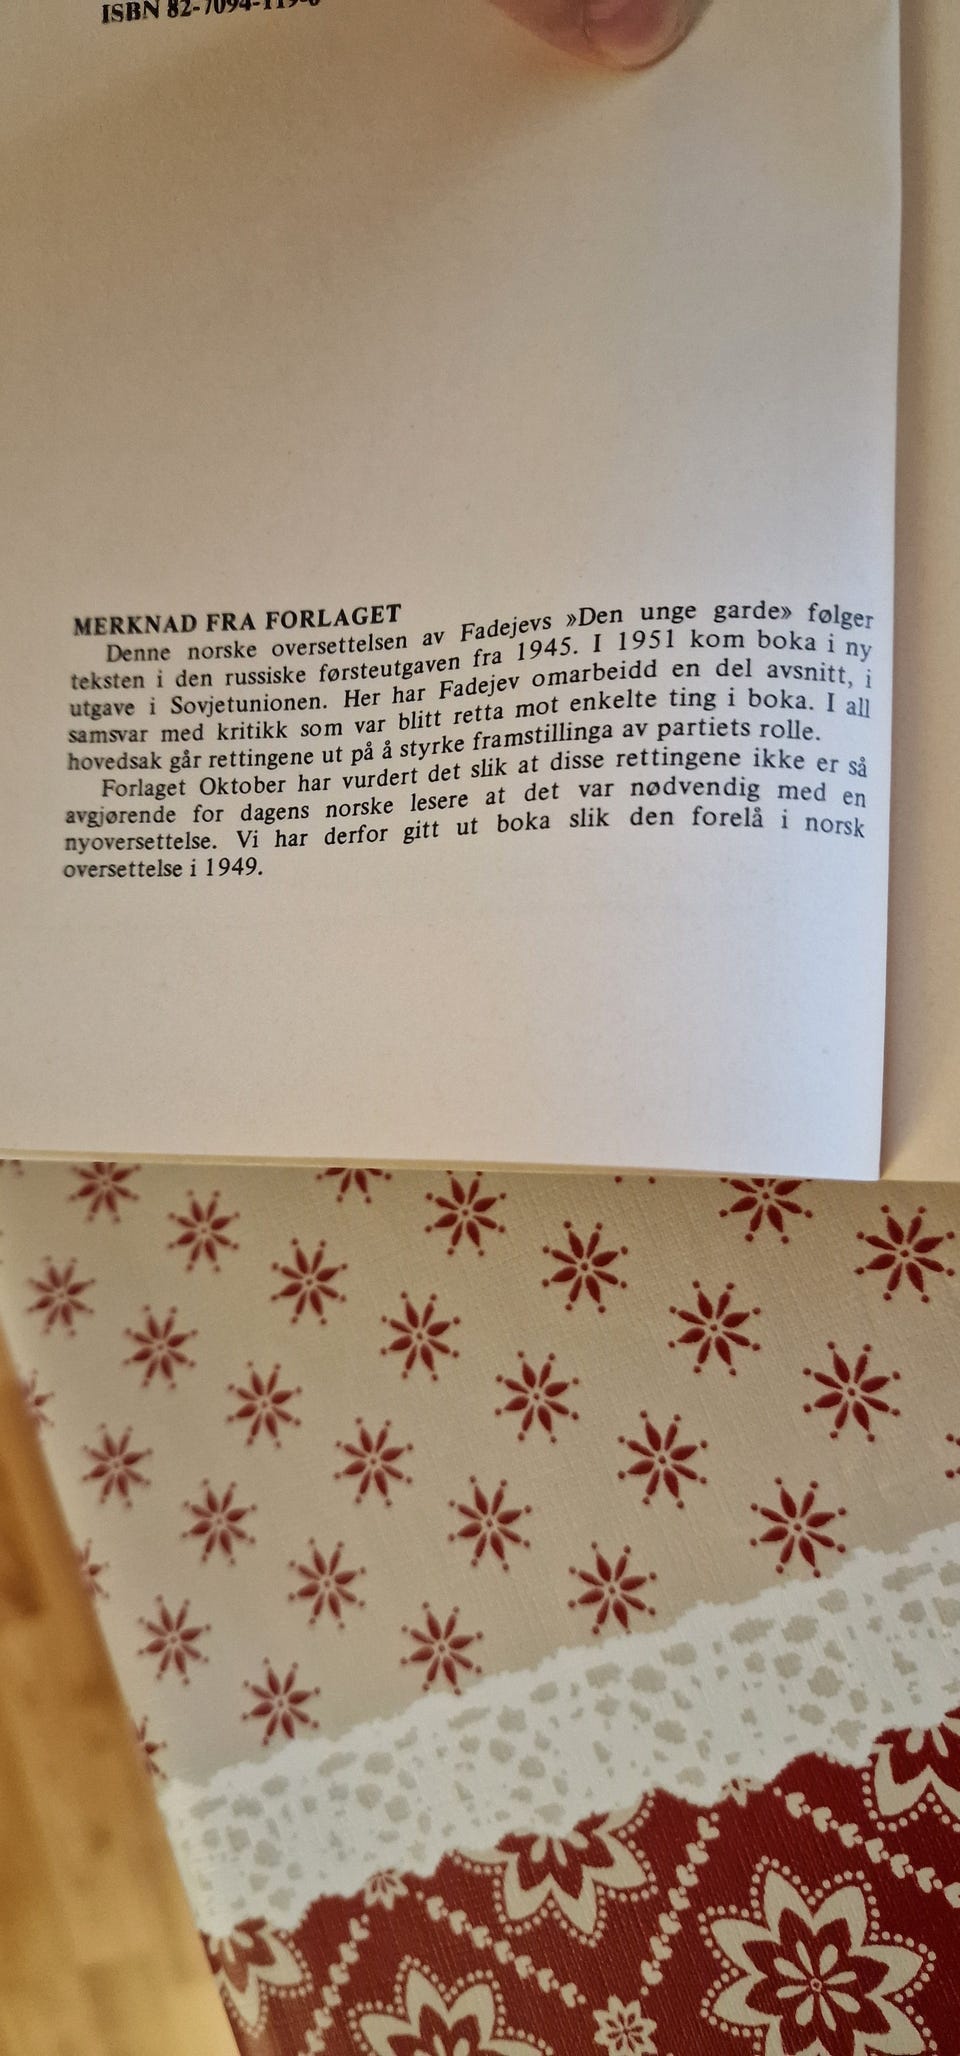 ISBN 82-7094-119-
MERKNAD FRA FORLAGET
Denne norske oversettelsen av Fadejevs »Den unge garde» følger
teksten i den russiske førsteutgaven fra 1945. I 1951 kom boka i ny
utgave i Sovjetunionen. Her har Fadejev omarbeidd en del avsnitt, i
samsvar med kritikk som var blitt retta mot enkelte ting i boka. I all
hovedsak går rettingene ut på å styrke framstillinga av partiets rolle.
Forlaget Oktober har vurdert det slik at disse rettingene ikke er så
avgjørende for dagens norske lesere at det var nødvendig med en
nyoversettelse. Vi har derfor gitt ut boka slik den forelå i norsk
oversettelse i 1949.